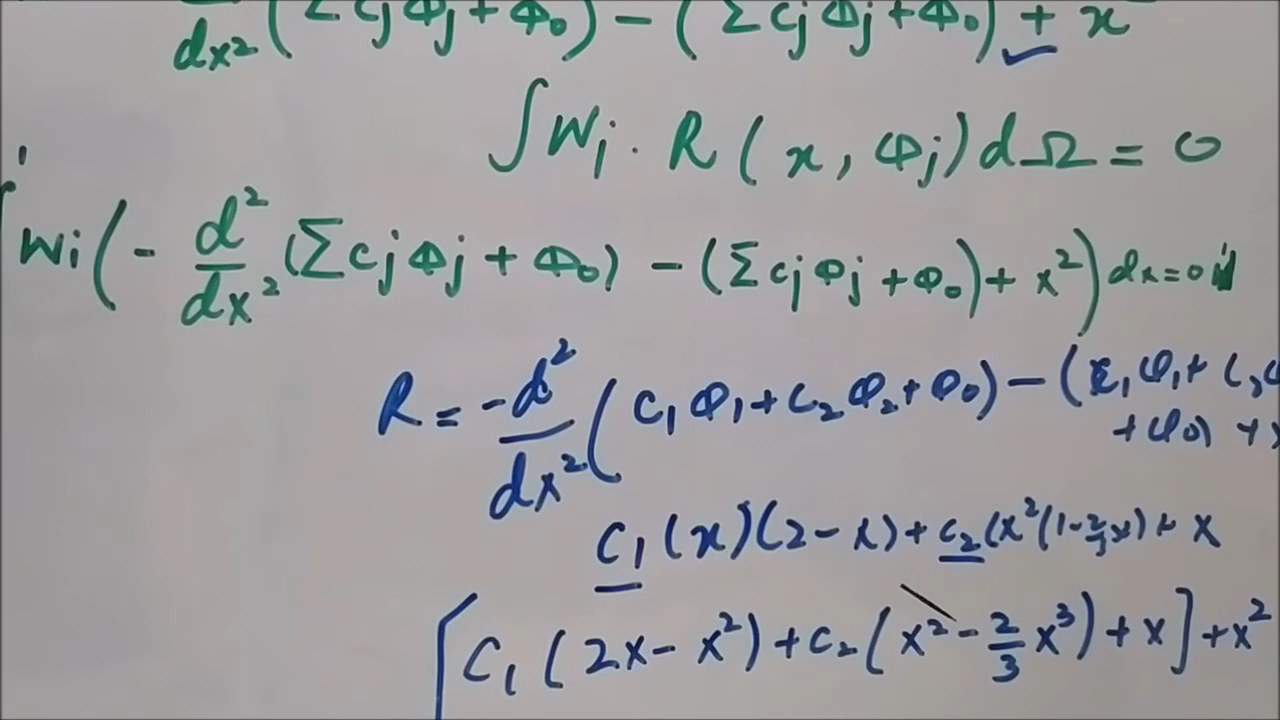 d/dx² (Σ cj Φj + Φ₀) − (Σ cj Φj + Φ₀) + x
∫ Wi · R (x, Φj) dΩ = 0
∫ Wi (− d²/dx² (Σ cj Φj + Φ₀) − (Σ cj Φj + Φ₀) + x²) dx = 0
R = −d²/dx² (C₁ Φ₁ + C₂ Φ₂ + Φ₀) − (C₁ Φ₁ + C₂
+ Φ₀) +
C₁ (x)(2 − x) + C₂ (x² (1 − 2/3 x) + x
[C₁ (2x − x²) + C₂ (x² − 2/3 x³) + x] + x²